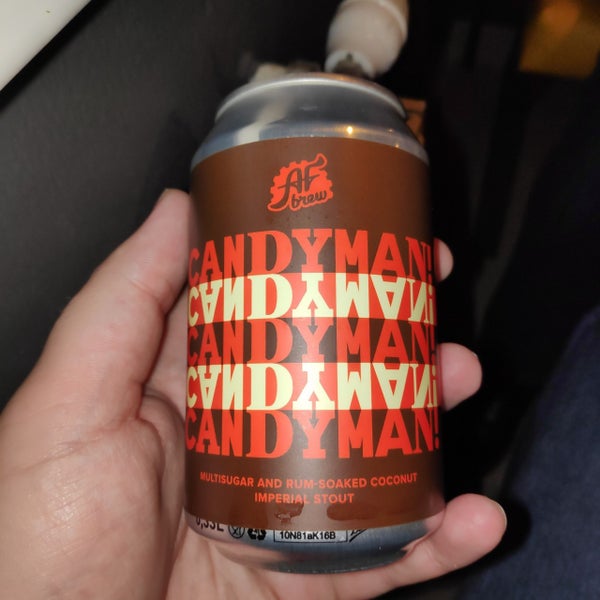 AF
brew
CANDYMAN!
CANDYMAN!
CANDYMAN!
CANDYMAN!
CANDYMAN!
MULTISUGAR AND RUM-SOAKED COCONUT
IMPERIAL STOUT
0,33L 10N81aK16B